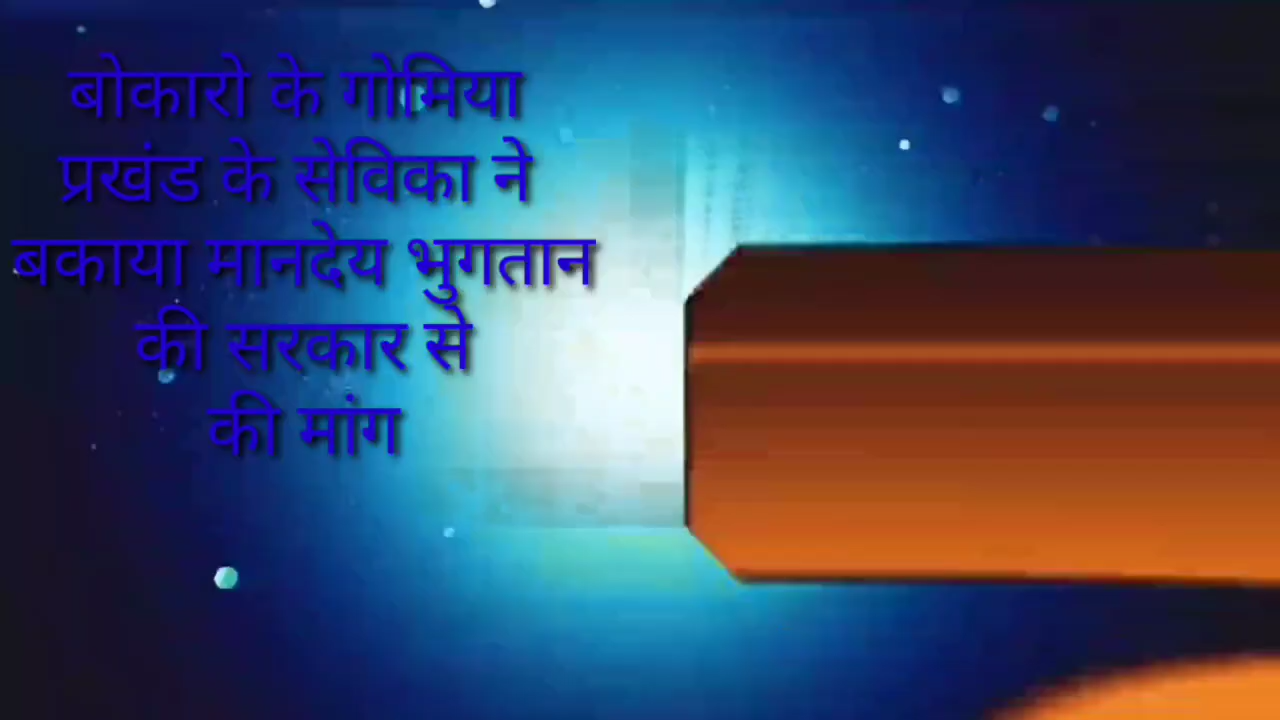 बोकारो के गोमिया
प्रखंड के सेविका ने
बकाया मानदेय भुगतान
की सरकार से
की मांग